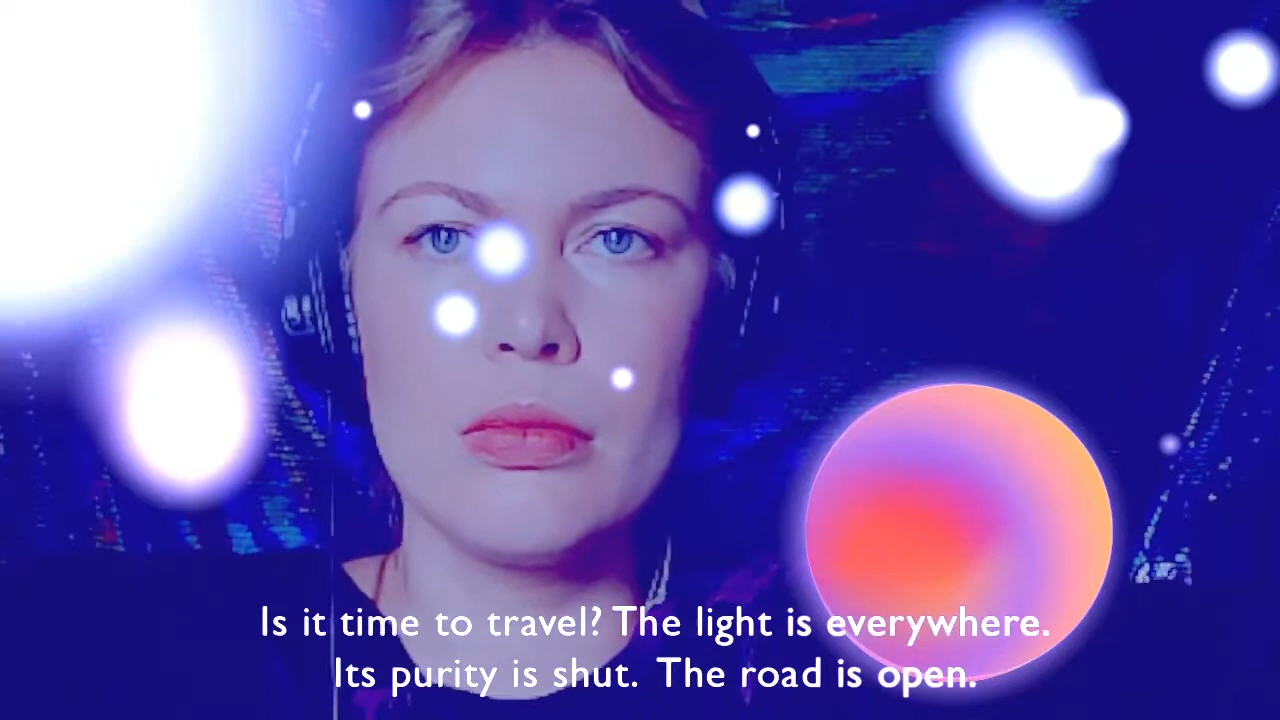 Is it time to travel? The light is everywhere.
Its purity is shut. The road is open.